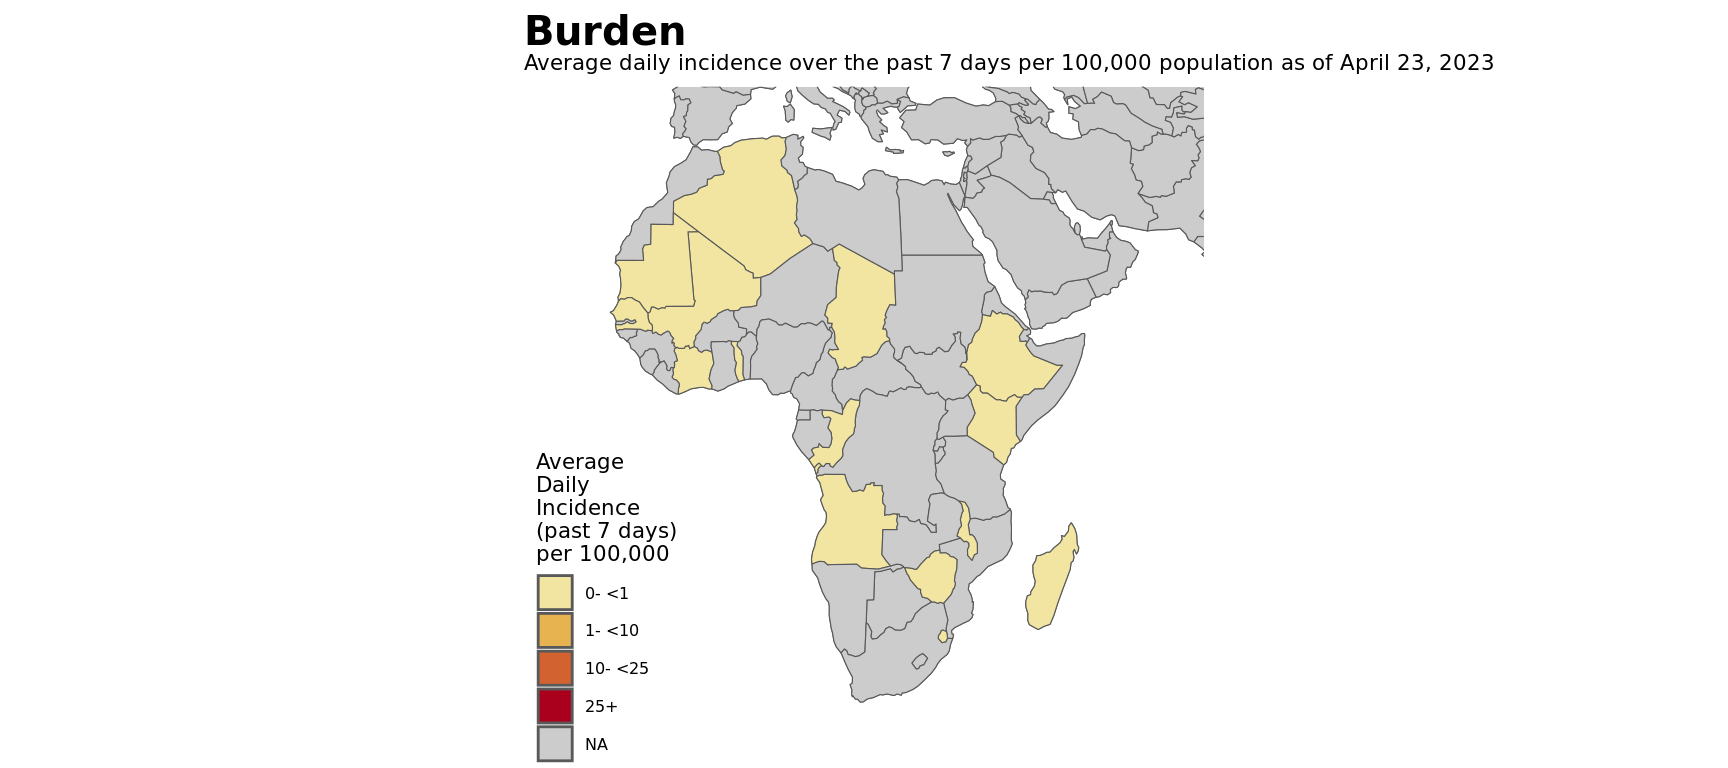 Burden
Average daily incidence over the past 7 days per 100,000 population as of April 23, 2023
Average
Daily
Incidence
(past 7 days)
per 100,000
0- <1
1- <10
10- <25
25+
NA